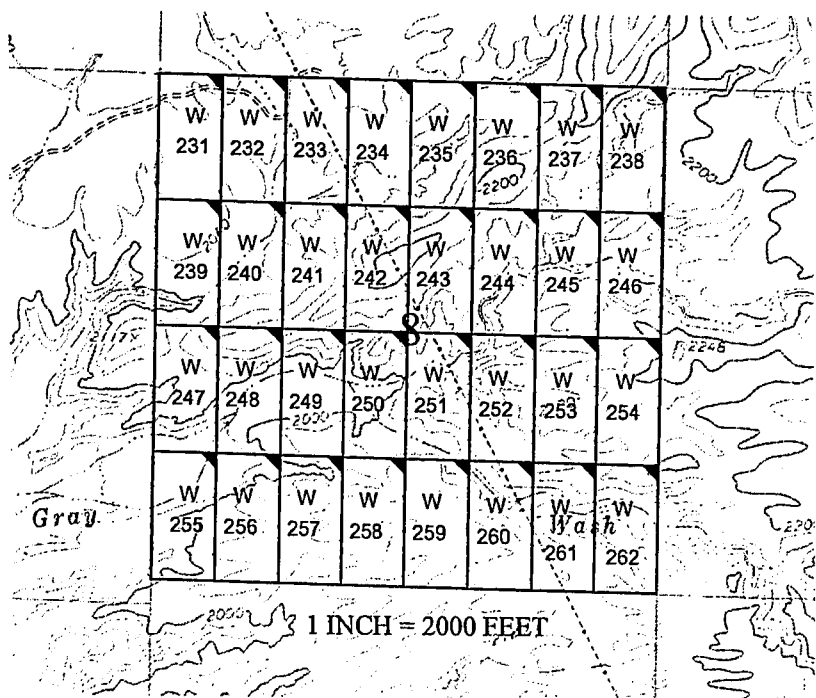 W W W W W W W W
231 232 233 234 235 236 237 238
2200
2200
W W W W W W W W
239 240 241 242 243 244 245 246
8
2117x
2246
W W W W W W W W
247 248 249 250 251 252 253 254
2000
W W W W W W W W
255 256 257 258 259 260 261 262
Gray Wash
2000
1 INCH = 2000 FEET